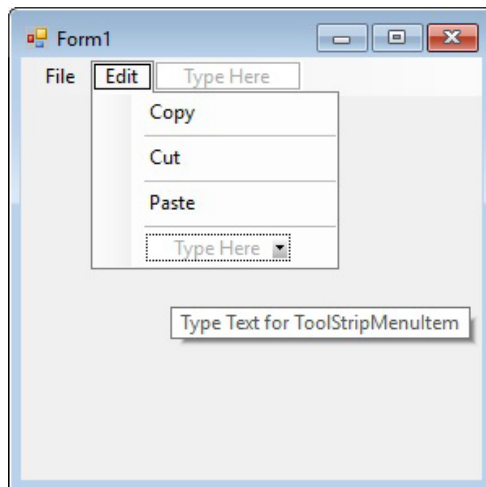 Form1
File Edit Type Here
Copy
Cut
Paste
Type Here
Type Text for ToolStripMenuItem